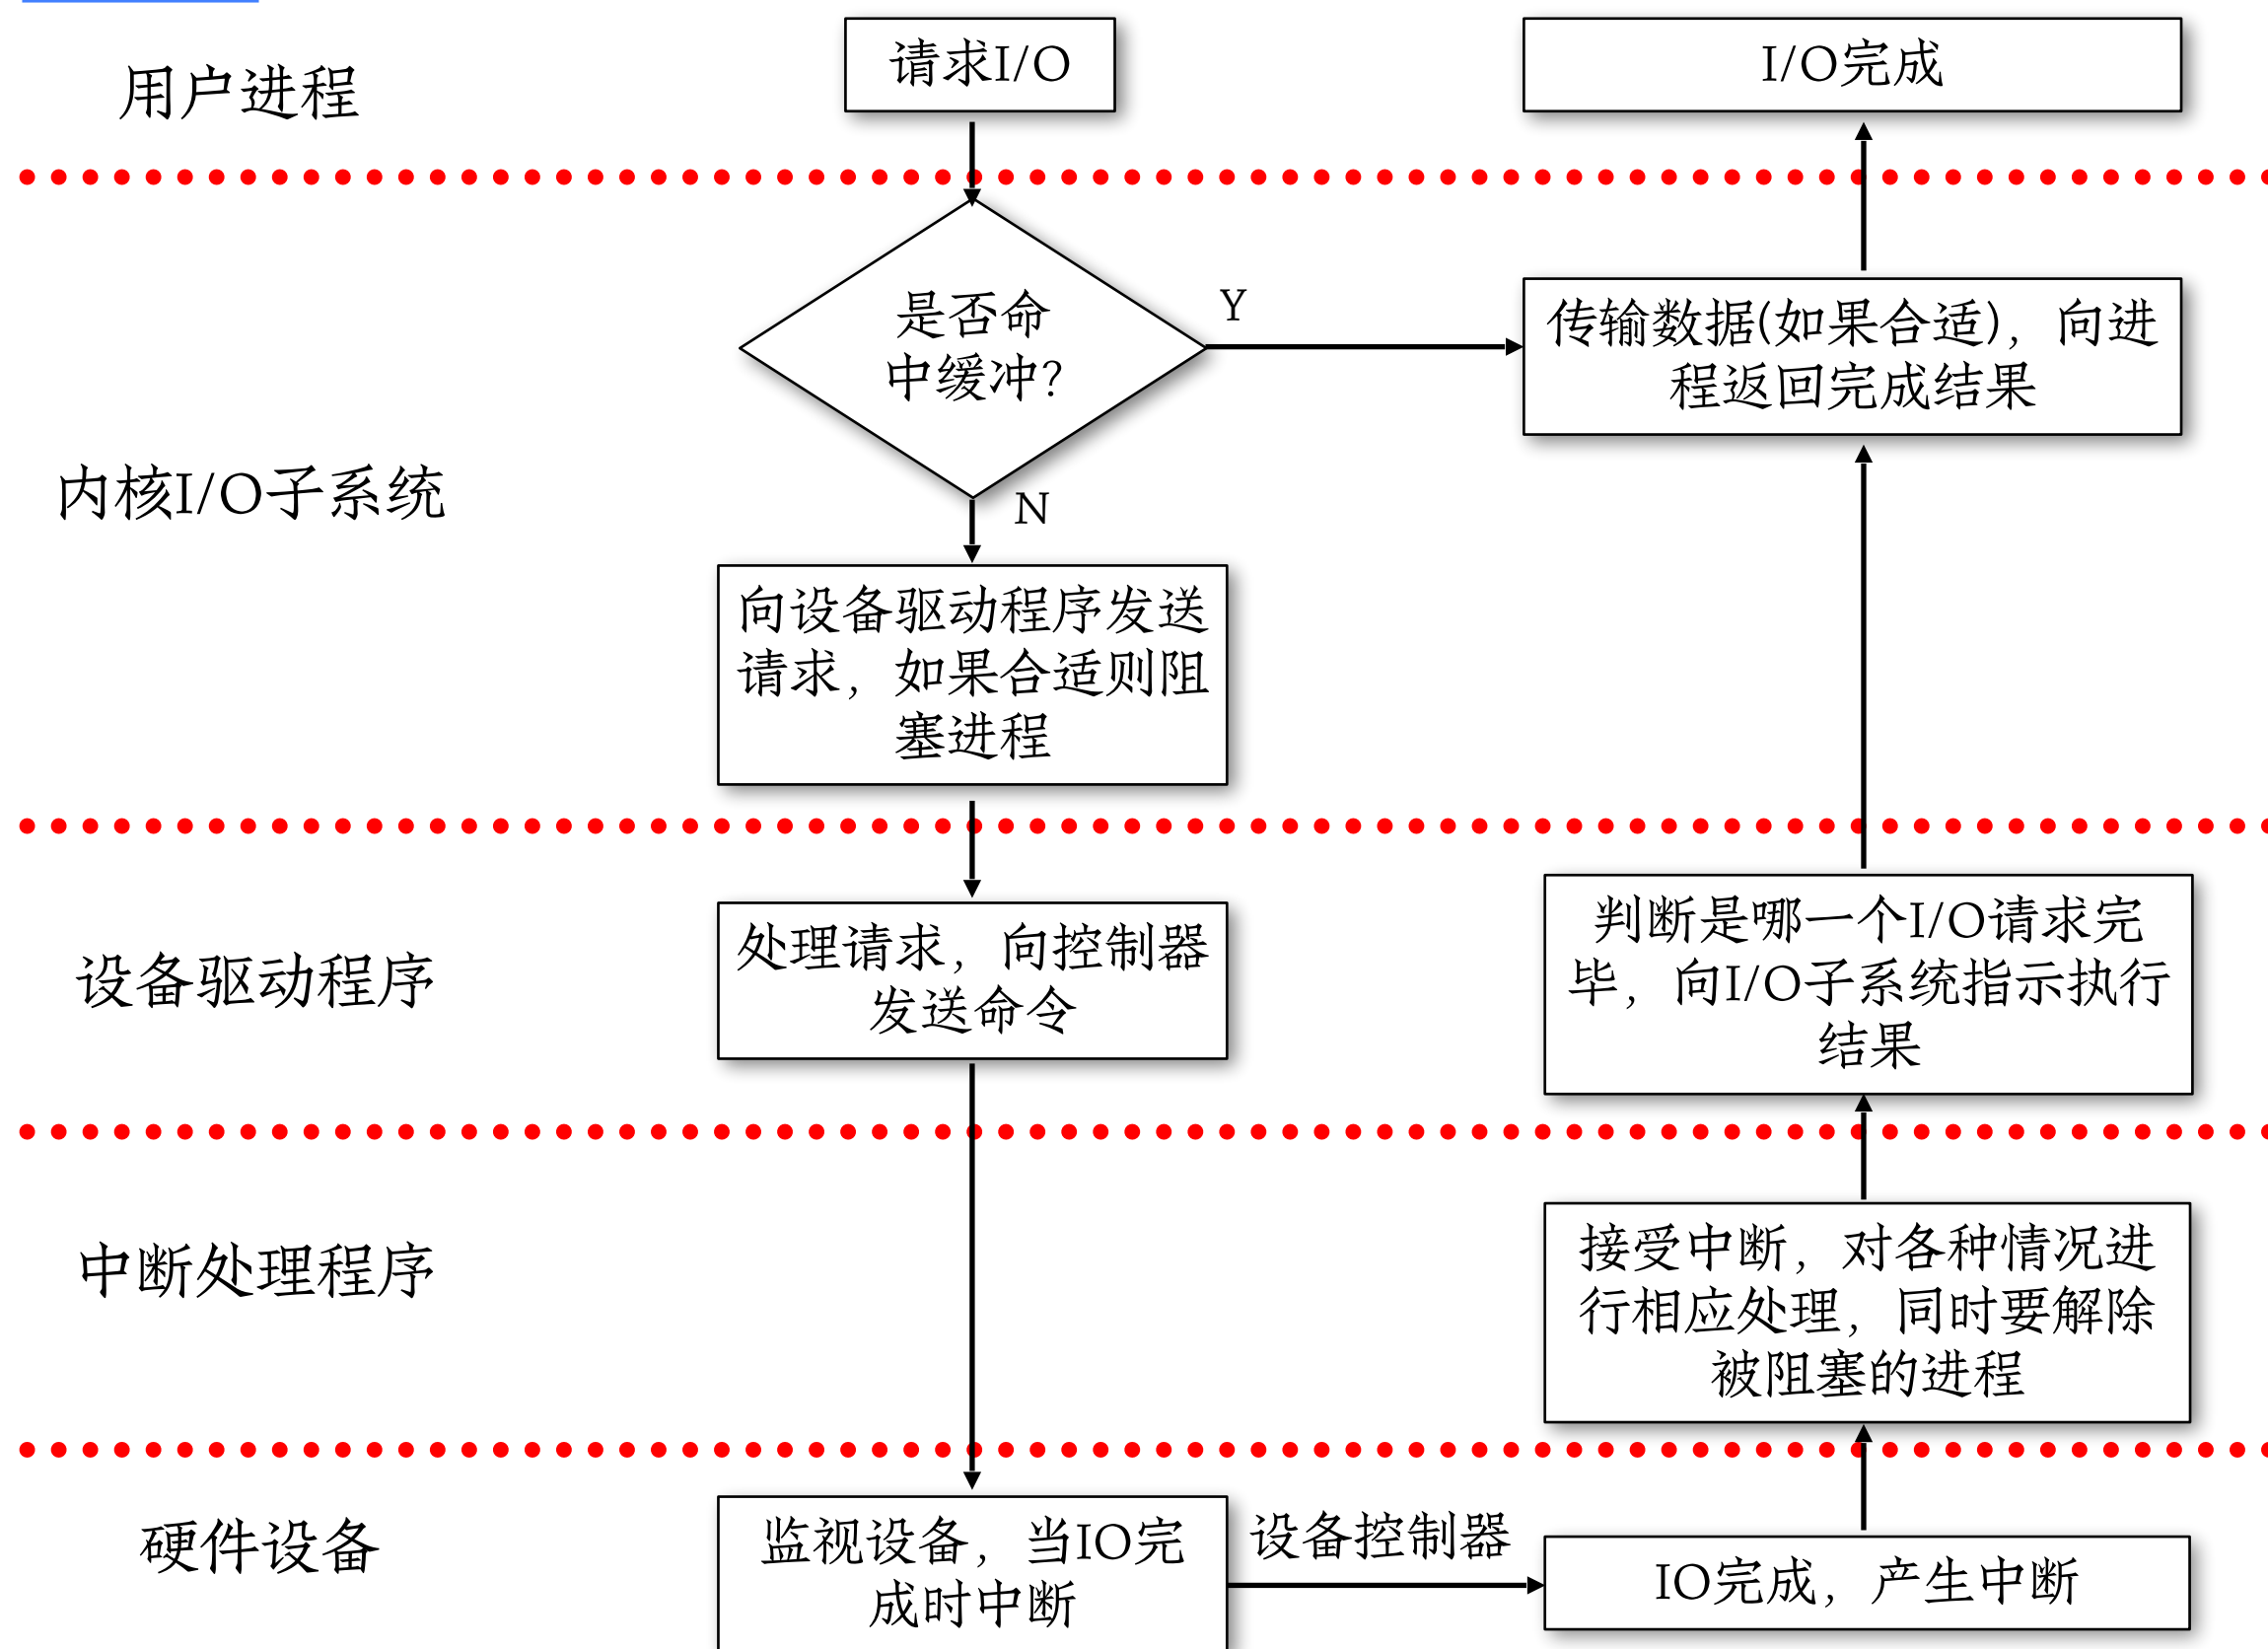 用户进程
请求I/O
I/O完成
是否命
中缓冲?
Y
传输数据(如果合适),向进
程返回完成结果
内核I/O子系统
N
向设备驱动程序发送
请求,如果合适则阻
塞进程
设备驱动程序
处理请求,向控制器
发送命令
判断是哪一个I/O请求完
毕,向I/O子系统指示执行
结果
中断处理程序
接受中断,对各种情况进
行相应处理,同时要解除
被阻塞的进程
硬件设备
监视设备,当IO完
成时中断
设备控制器
IO完成,产生中断